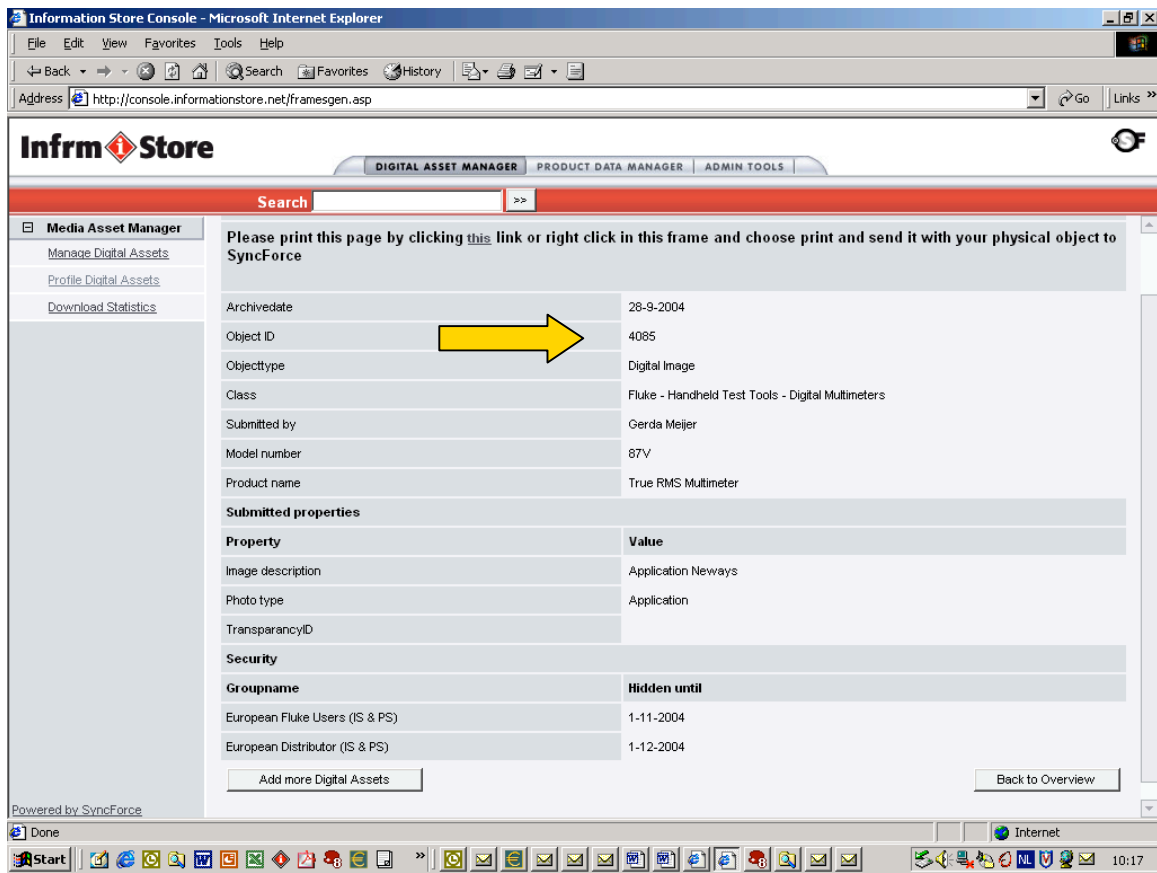 Information Store Console - Microsoft Internet Explorer
File Edit View Favorites Tools Help
Back Search Favorites History
Address http://console.informationstore.net/framesgen.asp Go Links »
Infrm i Store SF
DIGITAL ASSET MANAGER PRODUCT DATA MANAGER ADMIN TOOLS
Search >>
Media Asset Manager
Manage Digital Assets
Profile Digital Assets
Download Statistics
Please print this page by clicking this link or right click in this frame and choose print and send it with your physical object to
SyncForce
Archivedate 28-9-2004
Object ID 4085
Objecttype Digital Image
Class Fluke - Handheld Test Tools - Digital Multimeters
Submitted by Gerda Meijer
Model number 87V
Product name True RMS Multimeter
Submitted properties
Property Value
Image description Application Neways
Photo type Application
TransparancyID
Security
Groupname Hidden until
European Fluke Users (IS & PS) 1-11-2004
European Distributor (IS & PS) 1-12-2004
Add more Digital Assets Back to Overview
Powered by SyncForce
Done Internet
Start » NL 10:17